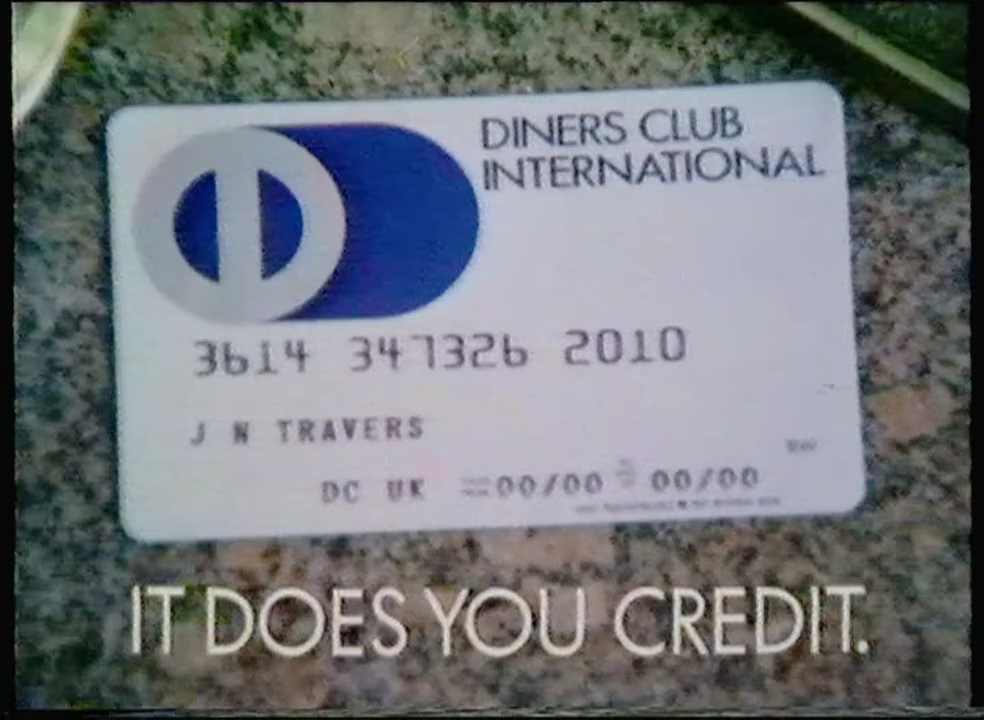 DINERS CLUB
INTERNATIONAL
3614 347326 2010
J N TRAVERS
DC UK 00/00 00/00
IT DOES YOU CREDIT.